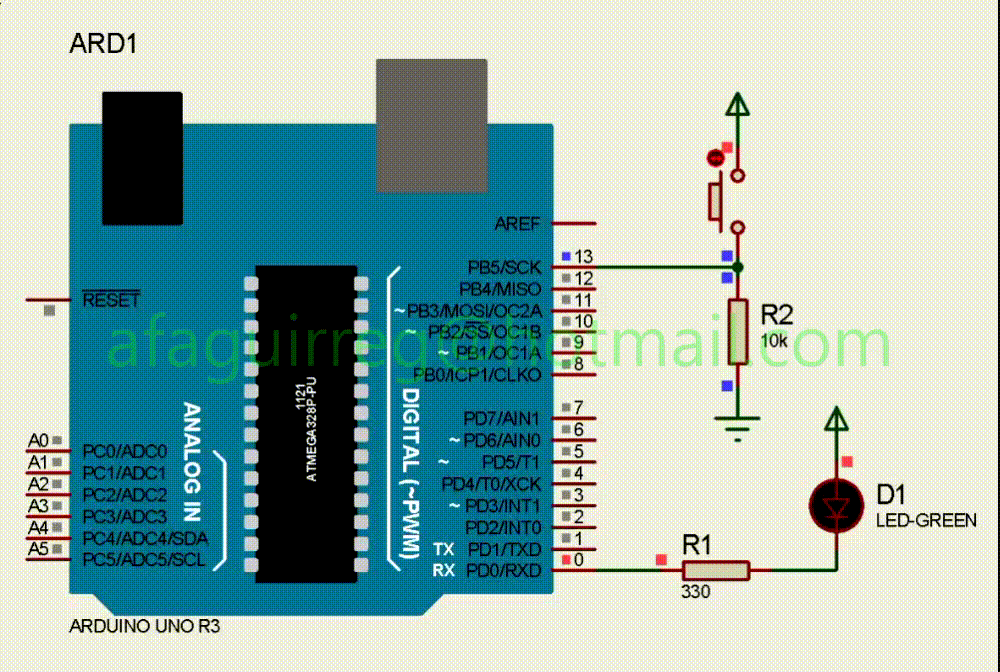 ARD1
AREF
PB5/SCK 13
PB4/MISO 12
RESET
~ PB3/MOSI/OC2A 11
~ PB2/SS/OC1B 10
~ PB1/OC1A 9
PB0/ICP1/CLKO 8
afaguirreg@hotmail.com
R2
10k
1121
ATMEGA328P-PU
ANALOG IN
DIGITAL (~PWM)
PD7/AIN1 7
~ PD6/AIN0 6
~ PD5/T1 5
PD4/T0/XCK 4
~ PD3/INT1 3
PD2/INT0 2
TX PD1/TXD 1
RX PD0/RXD 0
A0 PC0/ADC0
A1 PC1/ADC1
A2 PC2/ADC2
A3 PC3/ADC3
A4 PC4/ADC4/SDA
A5 PC5/ADC5/SCL
D1
LED-GREEN
R1
330
ARDUINO UNO R3